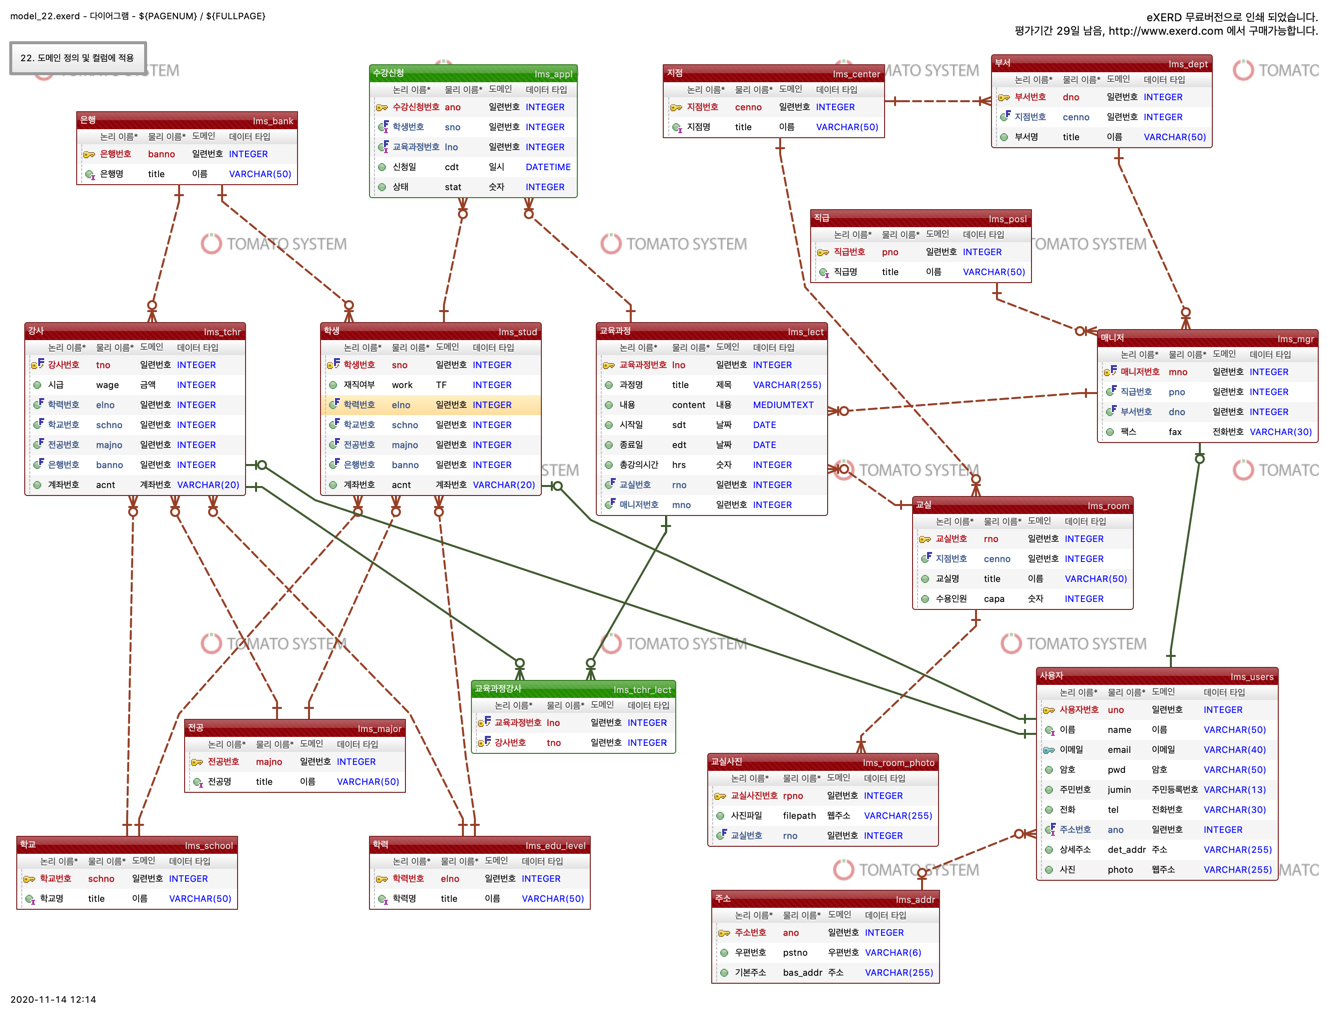 model_22.exerd - 다이어그램 - ${PAGENUM} / ${FULLPAGE}
eXERD 무료버전으로 인쇄 되었습니다.
평가기간 29일 남음, http://www.exerd.com 에서 구매가능합니다.
22. 도메인 정의 및 컬럼에 적용
TOMATO SYSTEM
은행 lms_bank
논리 이름* 물리 이름* 도메인 데이터 타입
은행번호 banno 일련번호 INTEGER
은행명 title 이름 VARCHAR(50)
수강신청 lms_appl
논리 이름* 물리 이름* 도메인 데이터 타입
수강신청번호 ano 일련번호 INTEGER
학생번호 sno 일련번호 INTEGER
교육과정번호 lno 일련번호 INTEGER
신청일 cdt 일시 DATETIME
상태 stat 숫자 INTEGER
지점 lms_center
논리 이름* 물리 이름* 도메인 데이터 타입
지점번호 cenno 일련번호 INTEGER
지점명 title 이름 VARCHAR(50)
부서 lms_dept
논리 이름* 물리 이름* 도메인 데이터 타입
부서번호 dno 일련번호 INTEGER
지점번호 cenno 일련번호 INTEGER
부서명 title 이름 VARCHAR(50)
직급 lms_posi
논리 이름* 물리 이름* 도메인 데이터 타입
직급번호 pno 일련번호 INTEGER
직급명 title 이름 VARCHAR(50)
강사 lms_tchr
논리 이름* 물리 이름* 도메인 데이터 타입
강사번호 tno 일련번호 INTEGER
시급 wage 금액 INTEGER
학력번호 elno 일련번호 INTEGER
학교번호 schno 일련번호 INTEGER
전공번호 majno 일련번호 INTEGER
은행번호 banno 일련번호 INTEGER
계좌번호 acnt 계좌번호 VARCHAR(20)
학생 lms_stud
논리 이름* 물리 이름* 도메인 데이터 타입
학생번호 sno 일련번호 INTEGER
재직여부 work TF INTEGER
학력번호 elno 일련번호 INTEGER
학교번호 schno 일련번호 INTEGER
전공번호 majno 일련번호 INTEGER
은행번호 banno 일련번호 INTEGER
계좌번호 acnt 계좌번호 VARCHAR(20)
교육과정 lms_lect
논리 이름* 물리 이름* 도메인 데이터 타입
교육과정번호 lno 일련번호 INTEGER
과정명 title 제목 VARCHAR(255)
내용 content 내용 MEDIUMTEXT
시작일 sdt 날짜 DATE
종료일 edt 날짜 DATE
총강의시간 hrs 숫자 INTEGER
교실번호 rno 일련번호 INTEGER
매니저번호 mno 일련번호 INTEGER
매니저 lms_mgr
논리 이름* 물리 이름* 도메인 데이터 타입
매니저번호 mno 일련번호 INTEGER
직급번호 pno 일련번호 INTEGER
부서번호 dno 일련번호 INTEGER
팩스 fax 전화번호 VARCHAR(30)
교실 lms_room
논리 이름* 물리 이름* 도메인 데이터 타입
교실번호 rno 일련번호 INTEGER
지점번호 cenno 일련번호 INTEGER
교실명 title 이름 VARCHAR(50)
수용인원 capa 숫자 INTEGER
교육과정강사 lms_tchr_lect
논리 이름* 물리 이름* 도메인 데이터 타입
교육과정번호 lno 일련번호 INTEGER
강사번호 tno 일련번호 INTEGER
사용자 lms_users
논리 이름* 물리 이름* 도메인 데이터 타입
사용자번호 uno 일련번호 INTEGER
이름 name 이름 VARCHAR(50)
이메일 email 이메일 VARCHAR(40)
암호 pwd 암호 VARCHAR(50)
주민번호 jumin 주민등록번호 VARCHAR(13)
전화 tel 전화번호 VARCHAR(30)
주소번호 ano 일련번호 INTEGER
상세주소 det_addr 주소 VARCHAR(255)
사진 photo 웹주소 VARCHAR(255)
전공 lms_major
논리 이름* 물리 이름* 도메인 데이터 타입
전공번호 majno 일련번호 INTEGER
전공명 title 이름 VARCHAR(50)
교실사진 lms_room_photo
논리 이름* 물리 이름* 도메인 데이터 타입
교실사진번호 rpno 일련번호 INTEGER
사진파일 filepath 웹주소 VARCHAR(255)
교실번호 rno 일련번호 INTEGER
학교 lms_school
논리 이름* 물리 이름* 도메인 데이터 타입
학교번호 schno 일련번호 INTEGER
학교명 title 이름 VARCHAR(50)
학력 lms_edu_level
논리 이름* 물리 이름* 도메인 데이터 타입
학력번호 elno 일련번호 INTEGER
학력명 title 이름 VARCHAR(50)
주소 lms_addr
논리 이름* 물리 이름* 도메인 데이터 타입
주소번호 ano 일련번호 INTEGER
우편번호 pstno 우편번호 VARCHAR(6)
기본주소 bas_addr 주소 VARCHAR(255)
2020-11-14 12:14